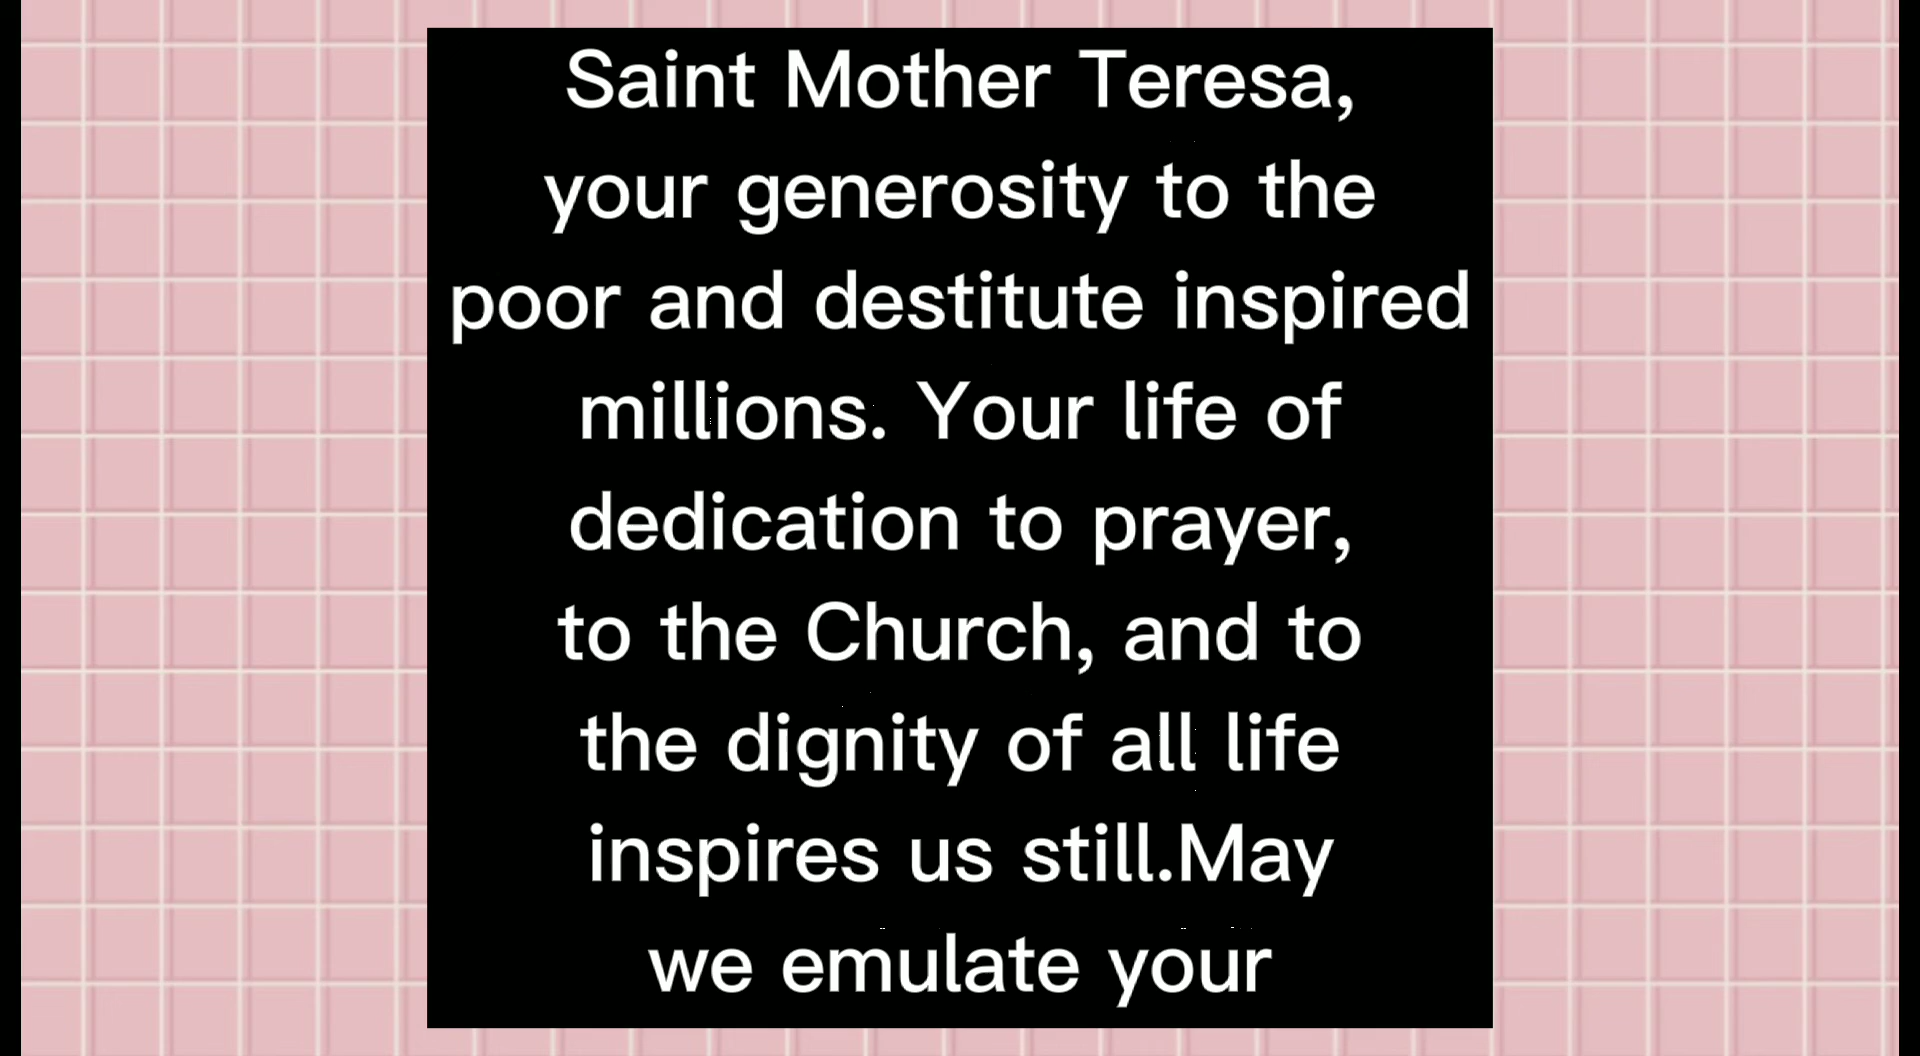 Saint Mother Teresa,
your generosity to the
poor and destitute inspired
millions. Your life of
dedication to prayer,
to the Church, and to
the dignity of all life
inspires us still.May
we emulate your